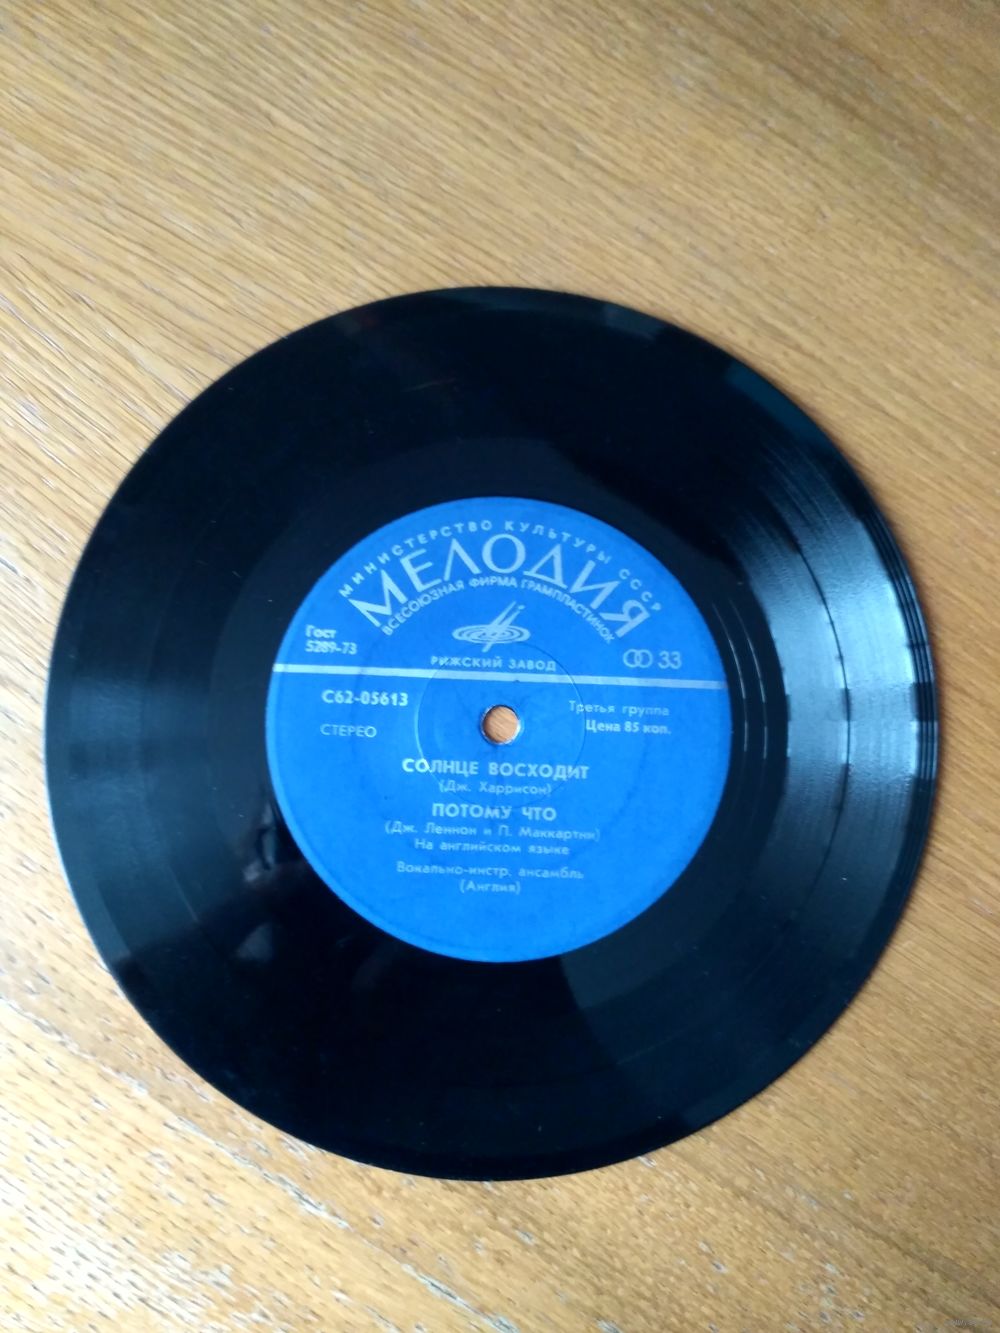 МИНИСТЕРСТВО КУЛЬТУРЫ СССР
МЕЛОДИЯ
ВСЕСОЮЗНАЯ ФИРМА ГРАМПЛАСТИНОК
Гост
5289-73
РИЖСКИЙ ЗАВОД
33
С62-05613
Третья группа
СТЕРЕО
Цена 85 коп.
СОЛНЦЕ ВОСХОДИТ
(Дж. Харрисон)
ПОТОМУ ЧТО
(Дж. Леннон и П. Маккартни)
На английском языке
Вокально-инстр. ансамбль
(Англия)